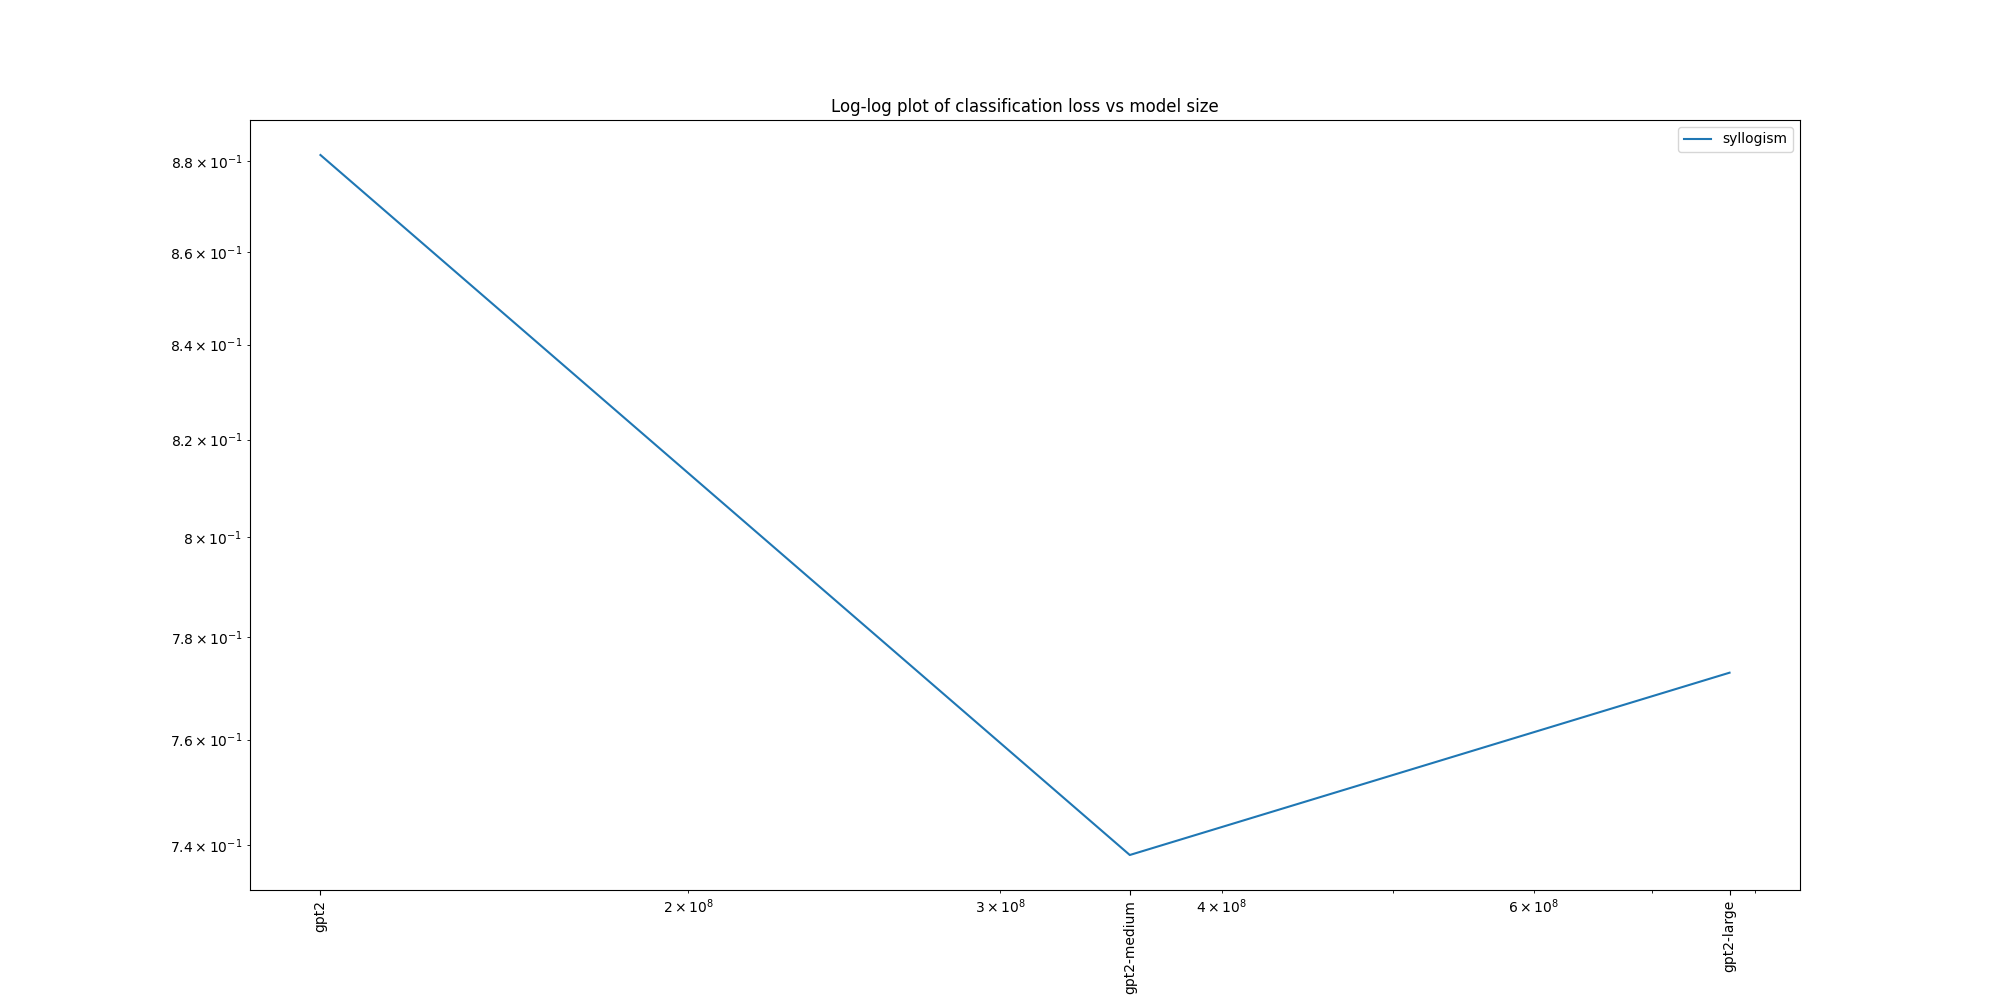 Log-log plot of classification loss vs model size
syllogism
8.8 × 10⁻¹
8.6 × 10⁻¹
8.4 × 10⁻¹
8.2 × 10⁻¹
8 × 10⁻¹
7.8 × 10⁻¹
7.6 × 10⁻¹
7.4 × 10⁻¹
gpt2
2 × 10⁸
3 × 10⁸
gpt2-medium
4 × 10⁸
6 × 10⁸
gpt2-large